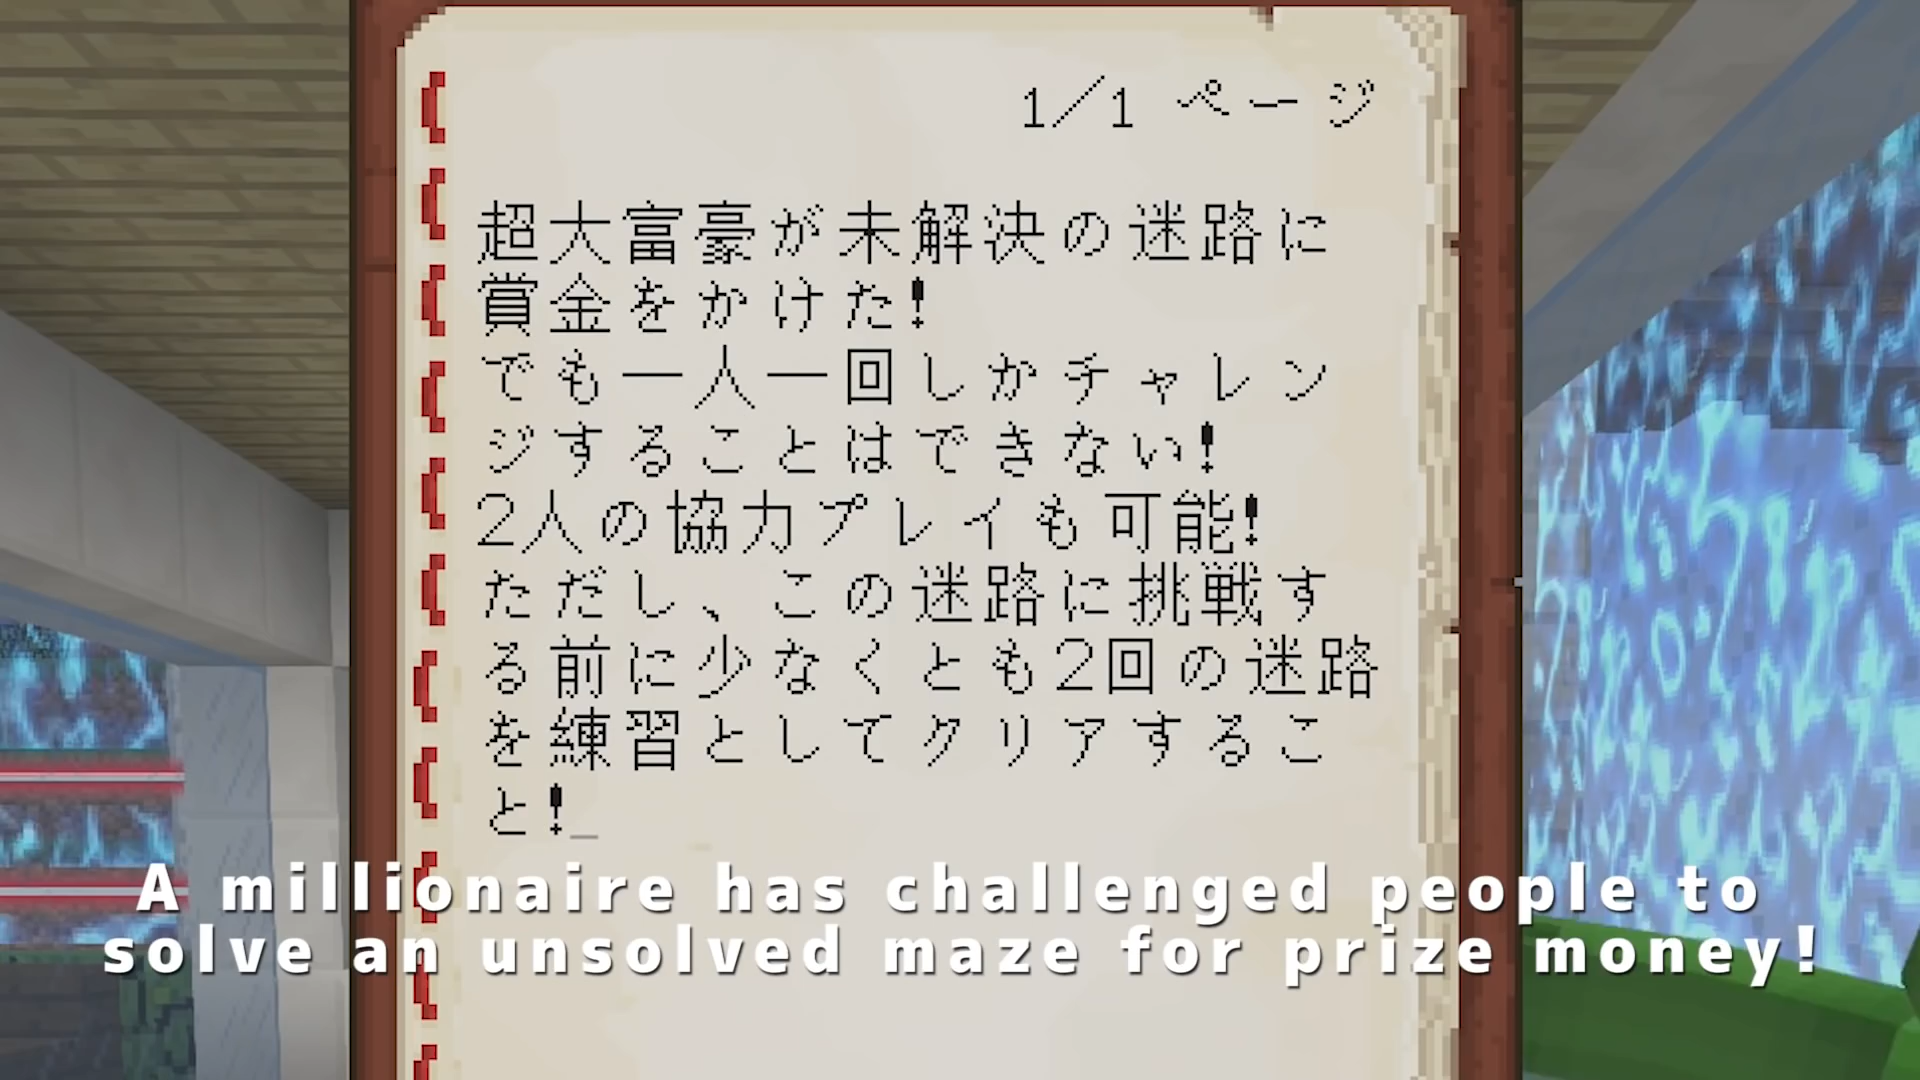 1/1 ページ
超大富豪が未解決の迷路に
賞金をかけた!
でも一人一回しかチャレン
ジすることはできない!
2人の協力プレイも可能!
ただし、この迷路に挑戦す
る前に少なくとも2回の迷路
を練習としてクリアするこ
と!_
A millionaire has challenged people to
solve an unsolved maze for prize money!